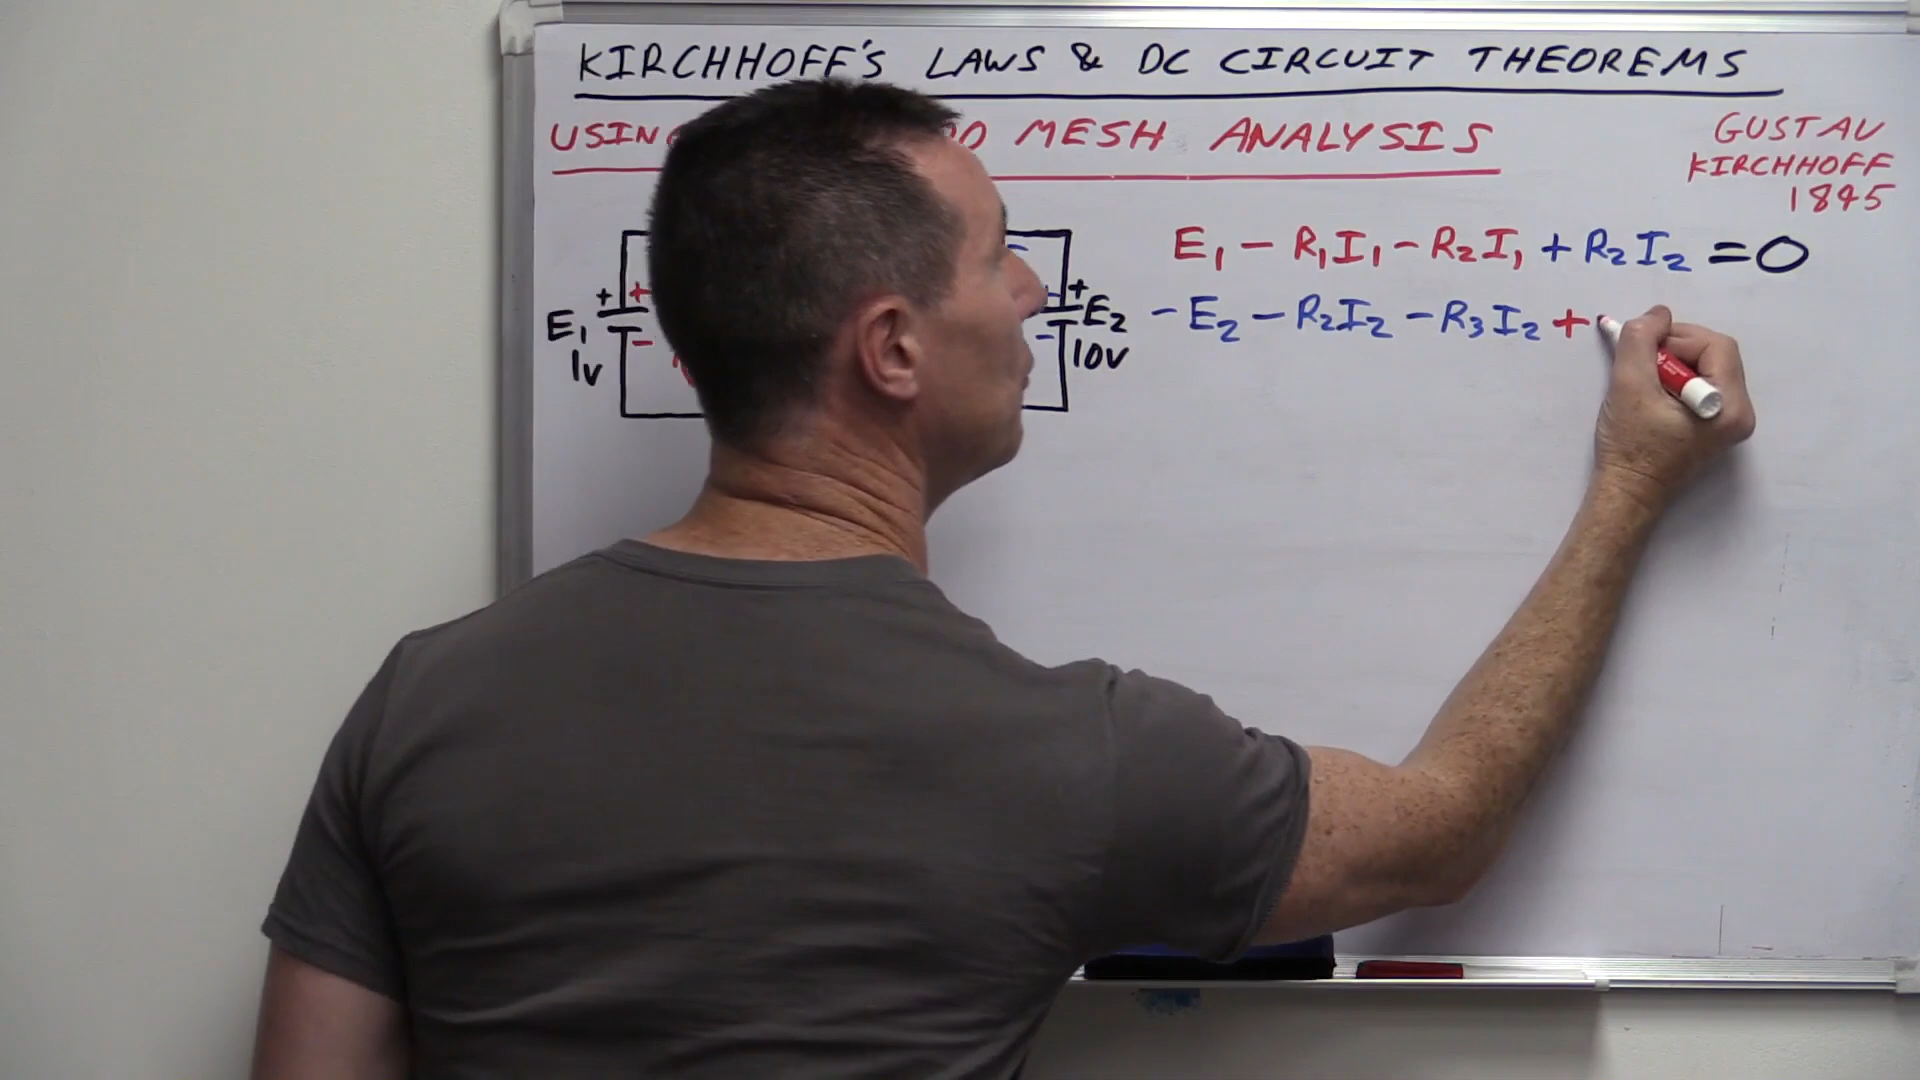 KIRCHHOFF'S LAWS & DC CIRCUIT THEOREMS
USING MESH ANALYSIS
GUSTAV
KIRCHHOFF
1845
E₁ – R₁I₁ – R₂I₁ + R₂I₂ = 0
– E₂ – R₂I₂ – R₃I₂ +
+ +
E₁
–
1V
+
E₂
–
10V